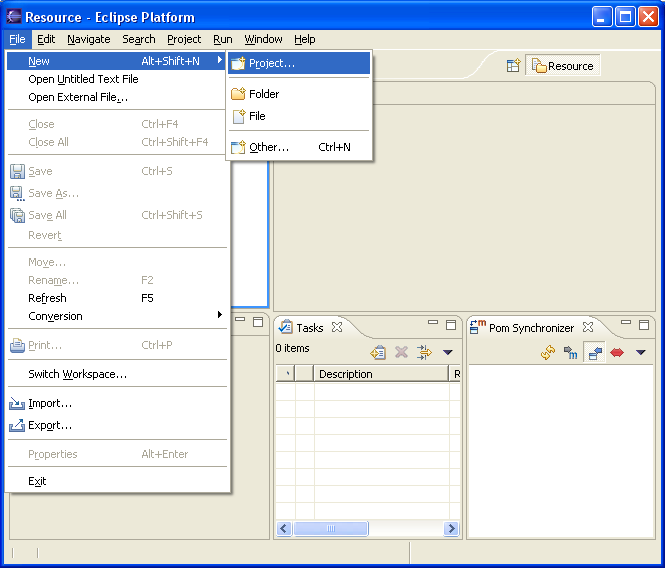 Resource - Eclipse Platform
File Edit Navigate Search Project Run Window Help
New Alt+Shift+N
Open Untitled Text File
Open External File...
Close Ctrl+F4
Close All Ctrl+Shift+F4
Save Ctrl+S
Save As...
Save All Ctrl+Shift+S
Revert
Move...
Rename... F2
Refresh F5
Conversion
Print... Ctrl+P
Switch Workspace...
Import...
Export...
Properties Alt+Enter
Exit
Project...
Folder
File
Other... Ctrl+N
Resource
Tasks
0 items
Description R
Pom Synchronizer